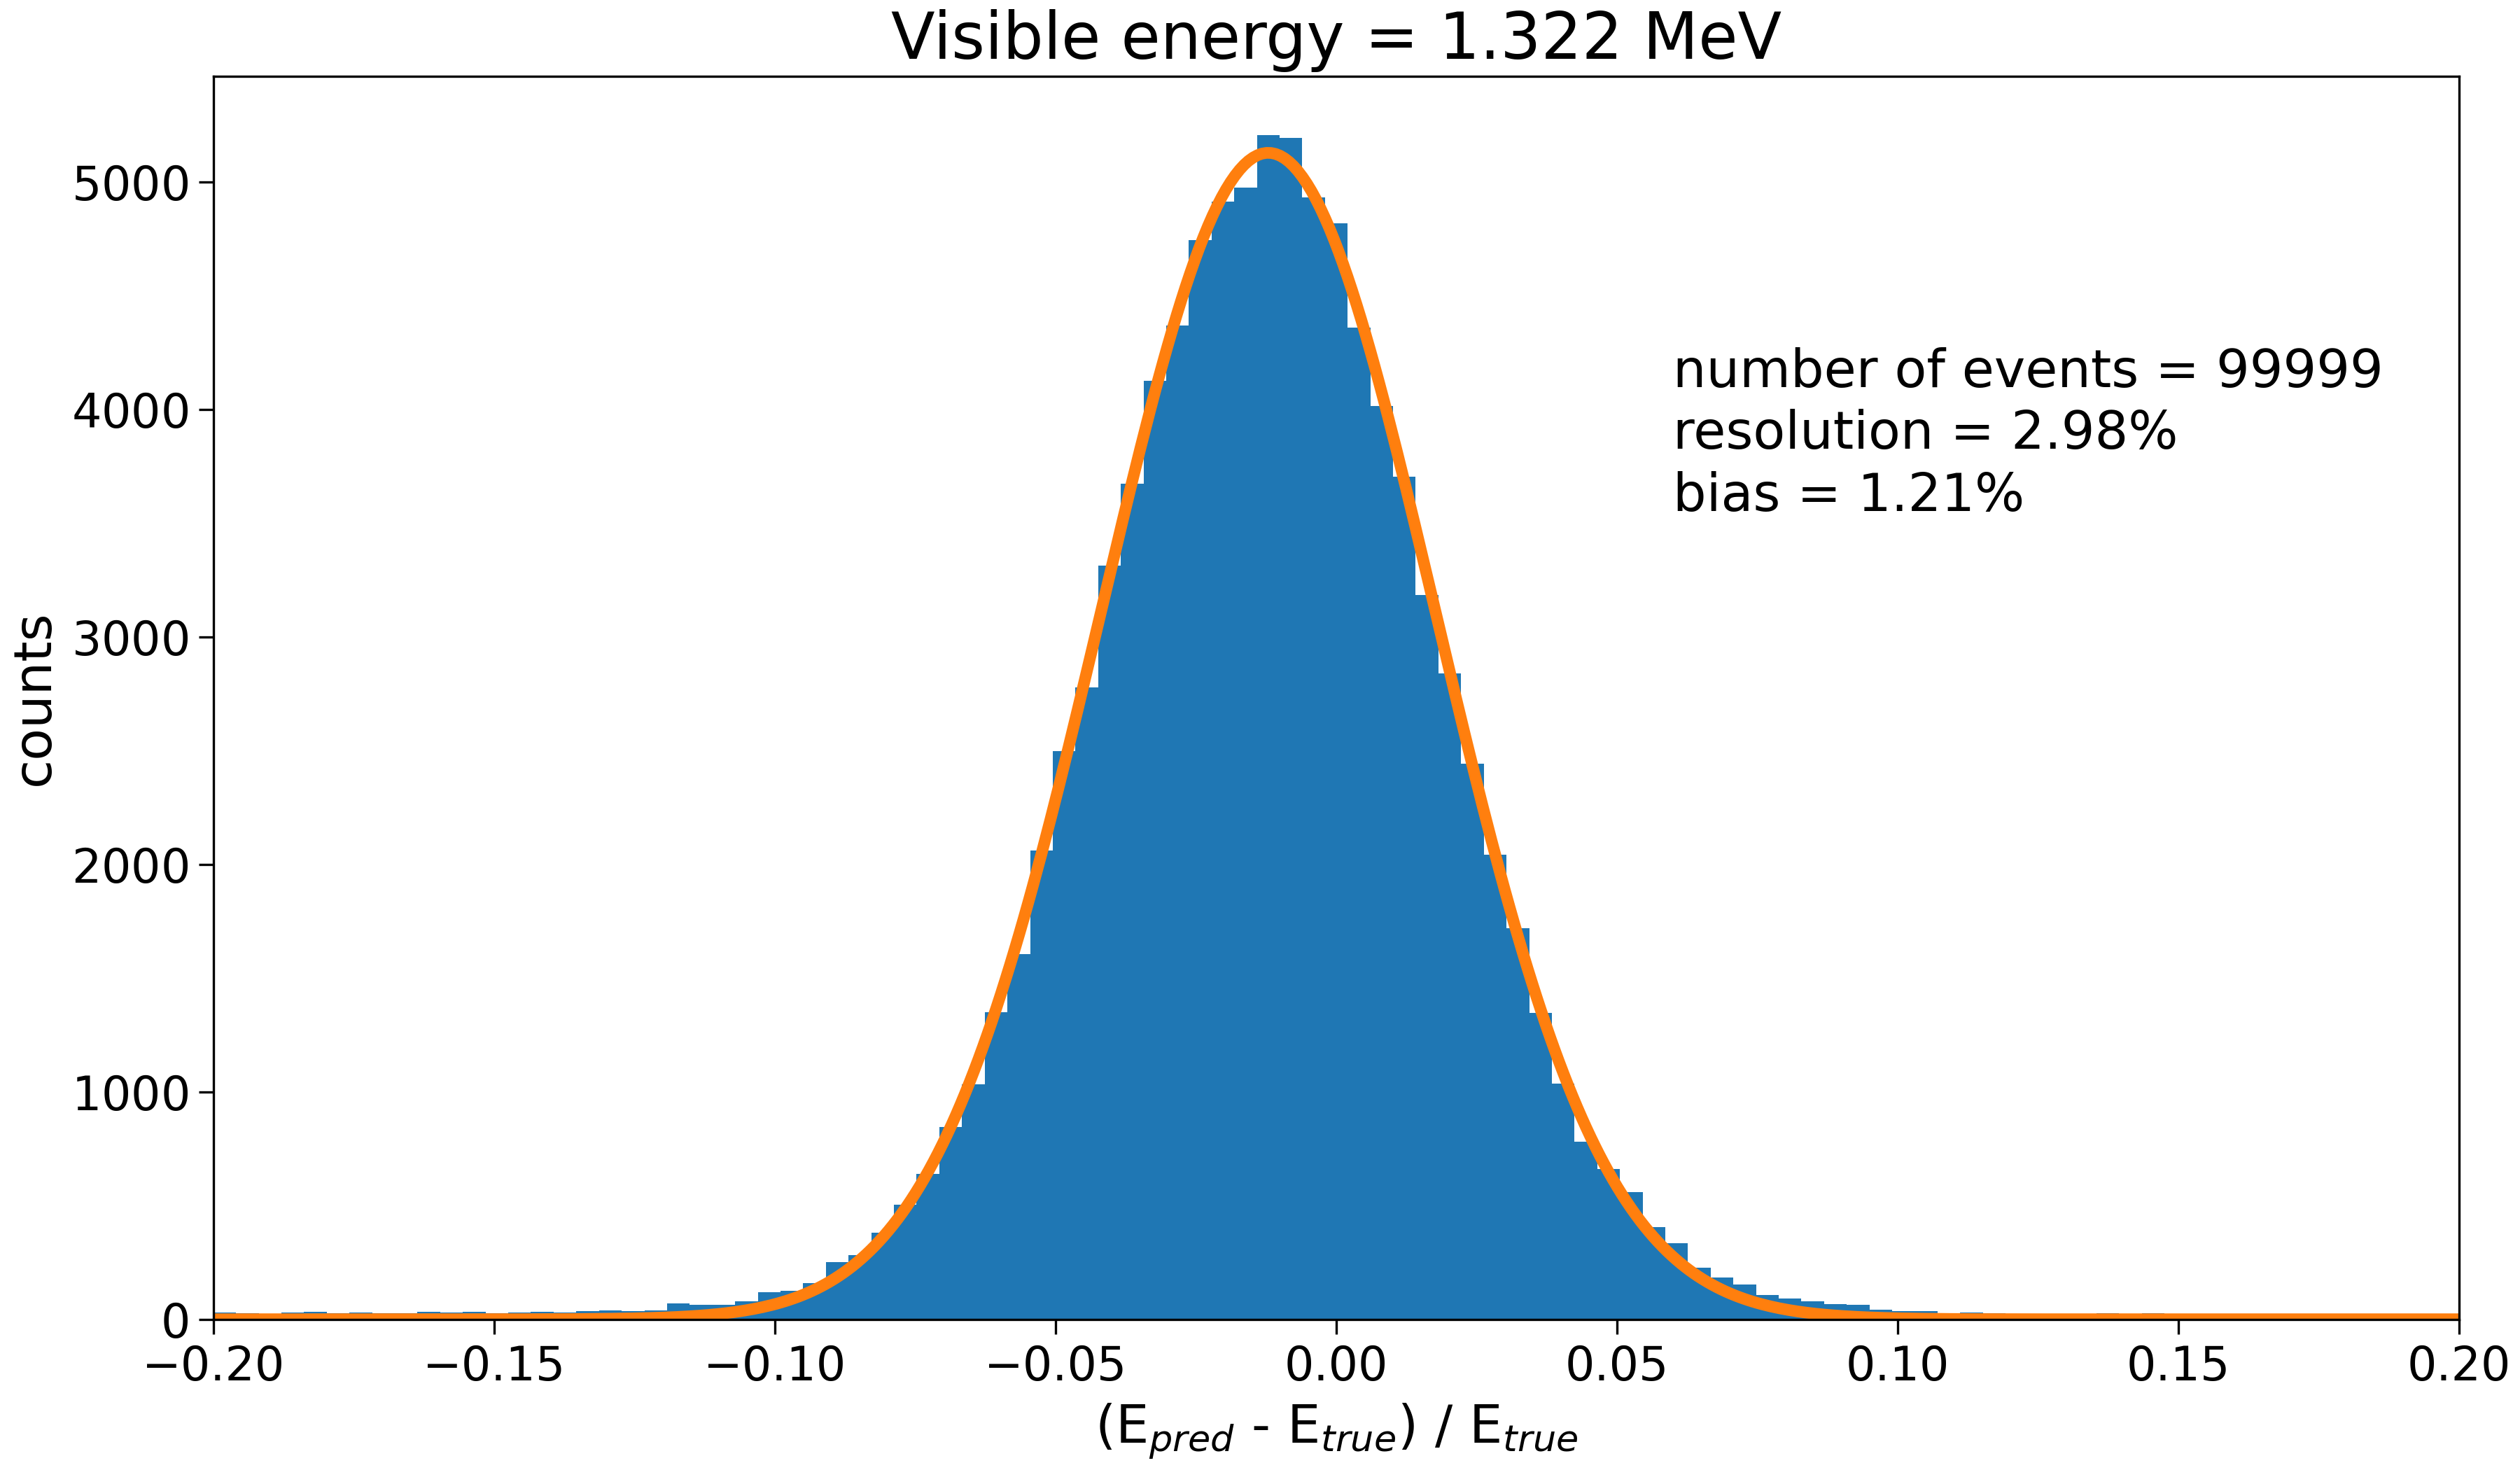 Visible energy = 1.322 MeV
5000
4000
3000
2000
1000
0
counts
number of events = 99999
resolution = 2.98%
bias = 1.21%
−0.20 −0.15 −0.10 −0.05 0.00 0.05 0.10 0.15 0.20
(E_pred - E_true) / E_true